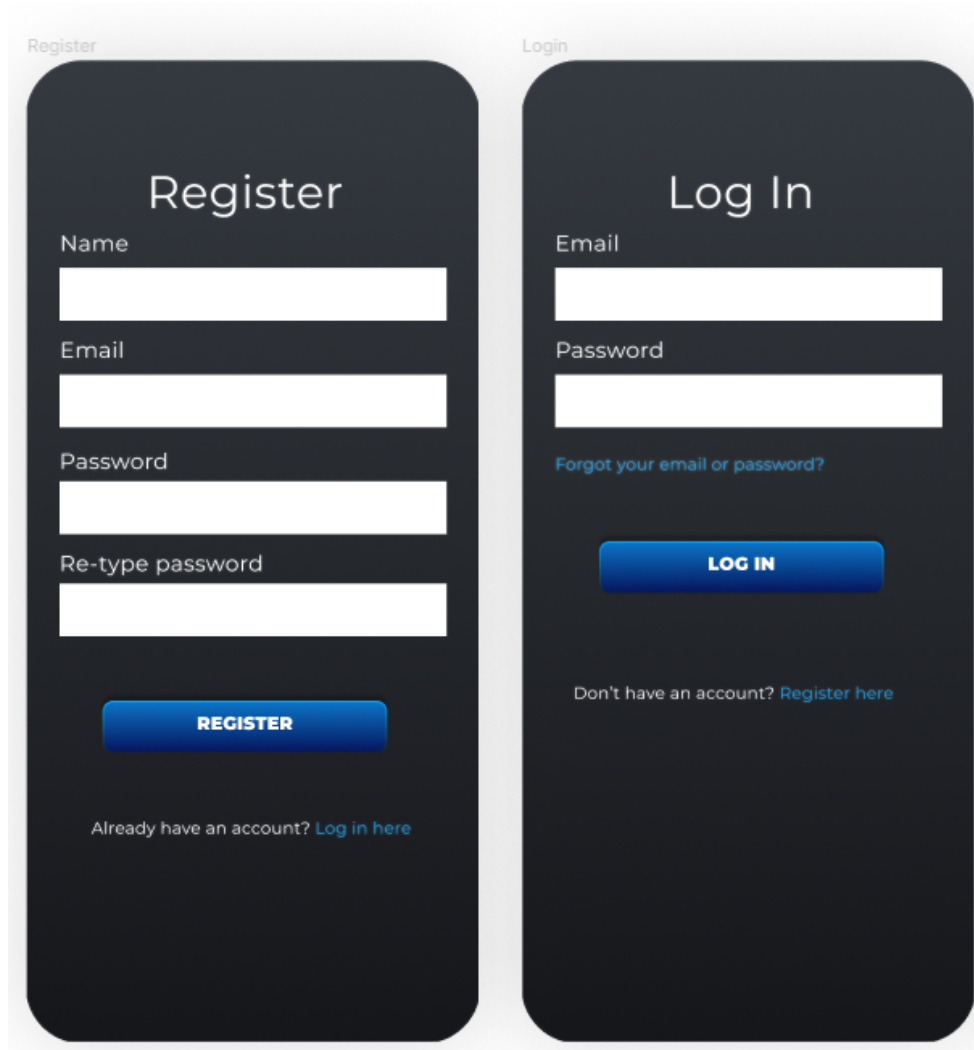 Register
Register
Name
Email
Password
Re-type password
REGISTER
Already have an account? Log in here
Login
Log In
Email
Password
Forgot your email or password?
LOG IN
Don't have an account? Register here